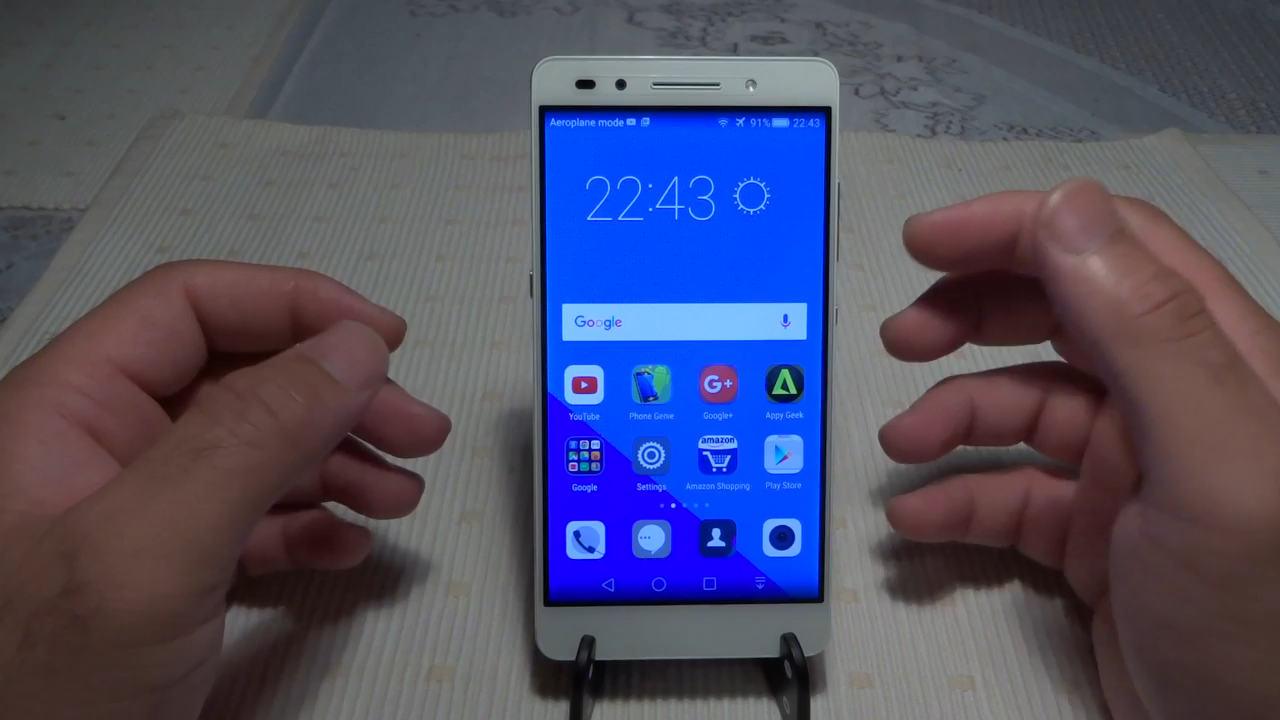 Aeroplane mode 91% 22:43
22:43
Google
YouTube Phone Genie Google+ Appy Geek
amazon
Google Settings Amazon Shopping Play Store